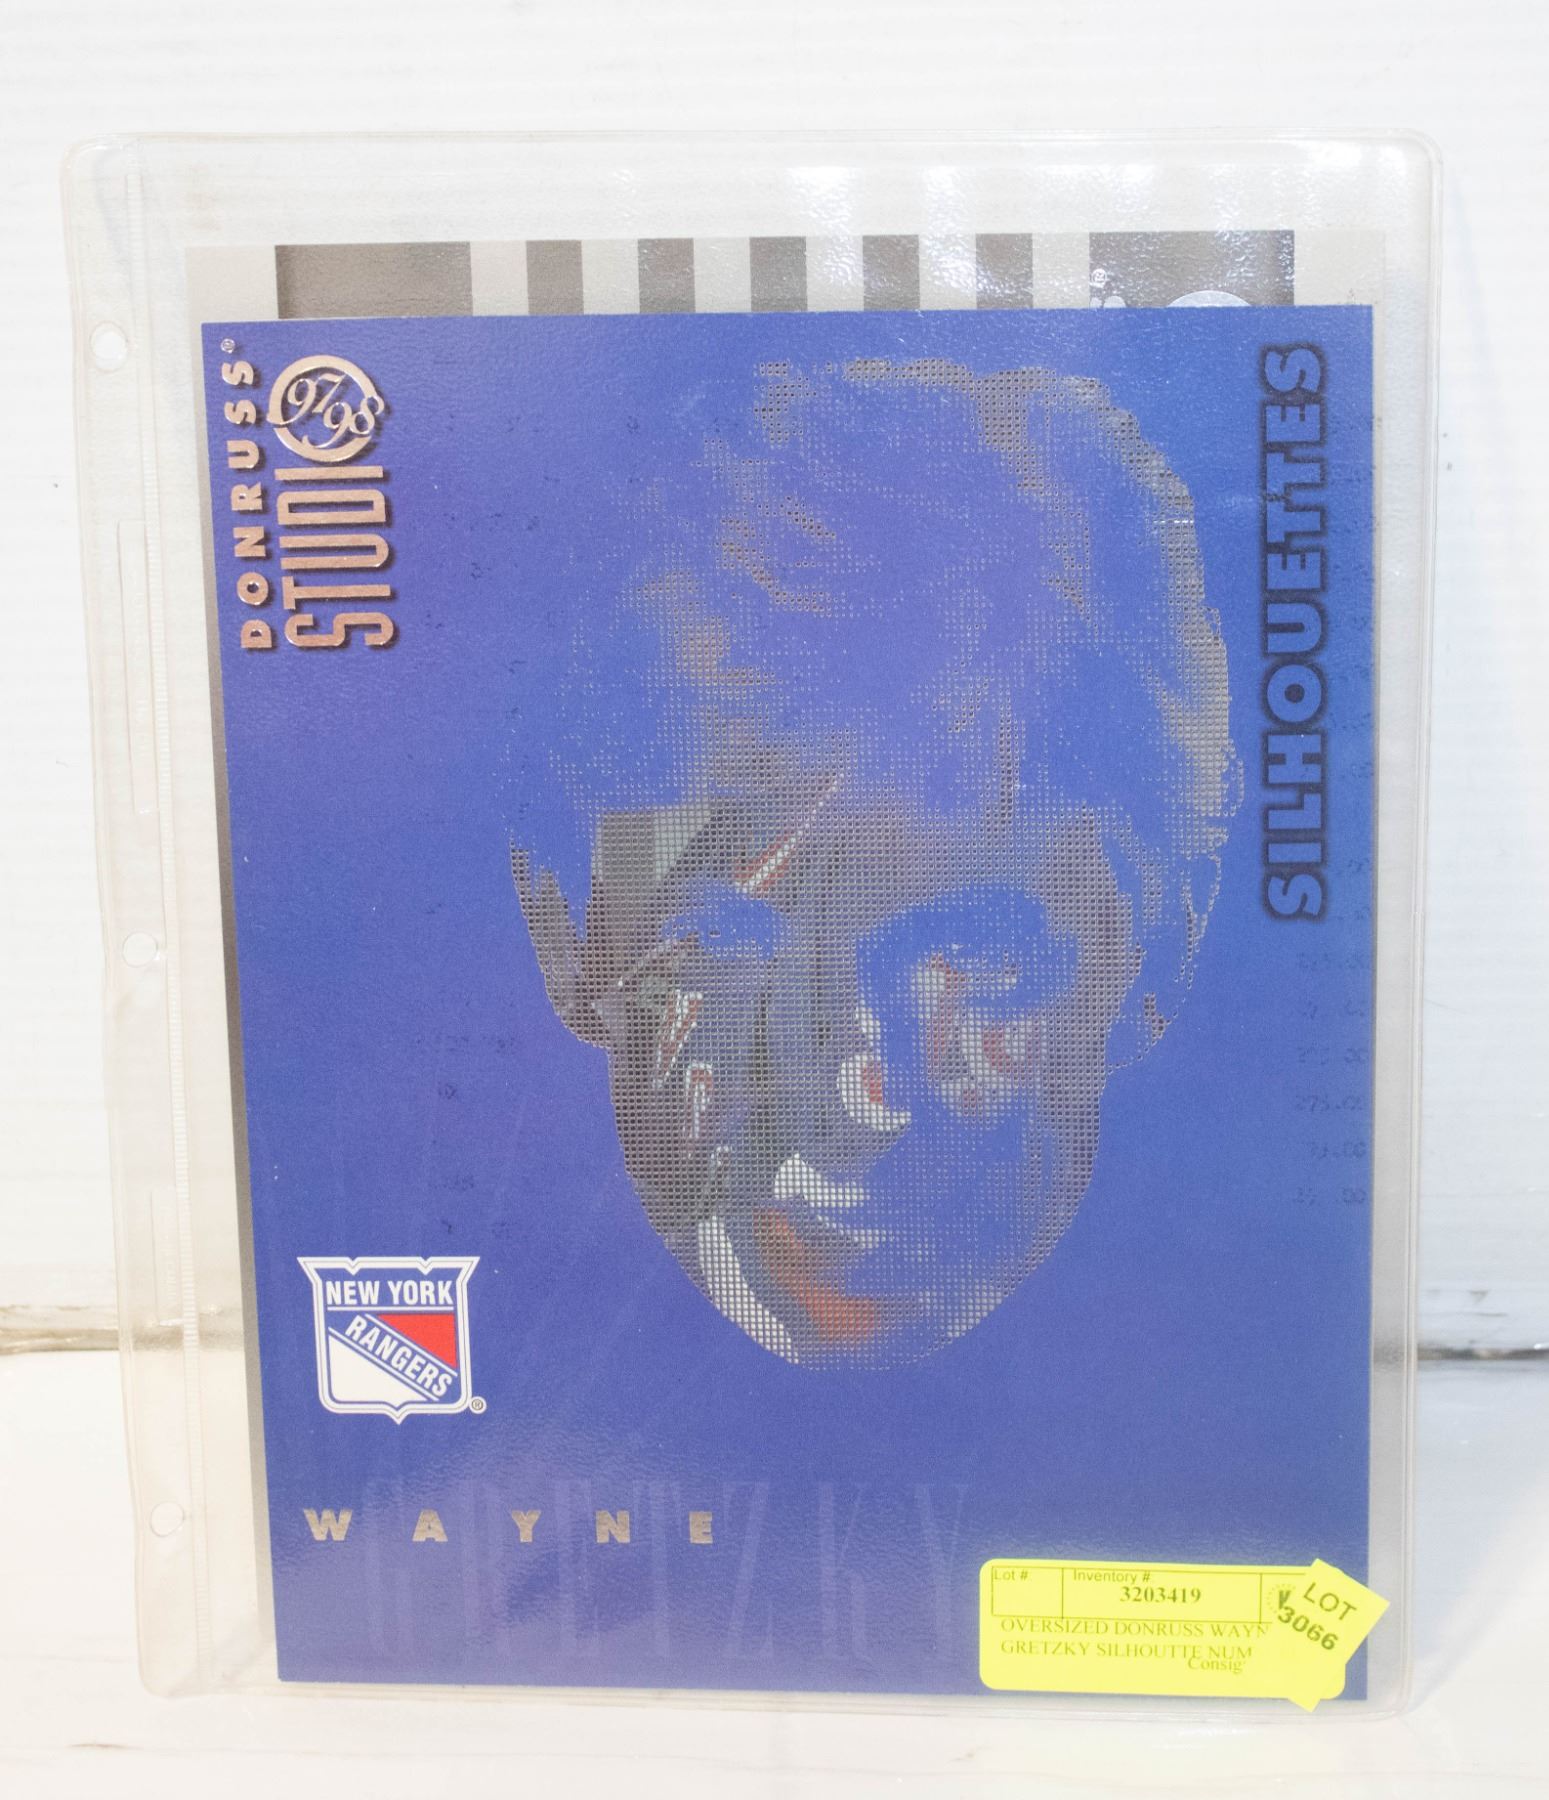 DONRUSS®
STUDIO
97/98
SILHOUETTES
NEW YORK
RANGERS
®
WAYNE
GRETZKY
Lot #
Inventory #
3203419
OVERSIZED DONRUSS WAYN
GRETZKY SILHOUTTE NUM
Consig
LOT
3066